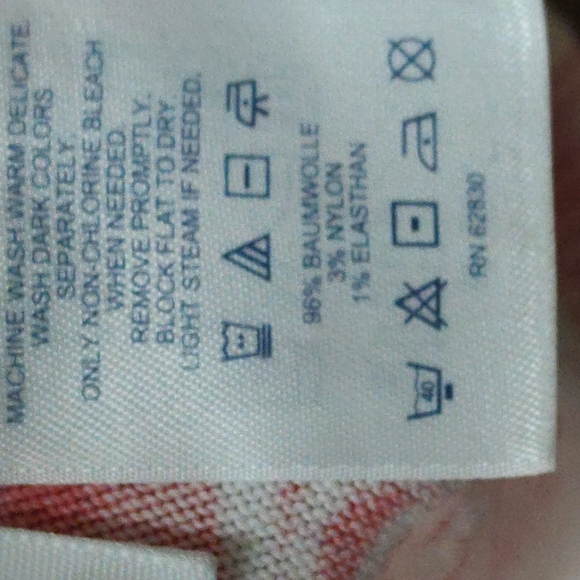 MACHINE WASH WARM DELICATE.
WASH DARK COLORS
SEPARATELY.
ONLY NON-CHLORINE BLEACH
WHEN NEEDED.
REMOVE PROMPTLY.
BLOCK FLAT TO DRY.
LIGHT STEAM IF NEEDED.
96% BAUMWOLLE
3% NYLON
1% ELASTHAN
40
RN 62830